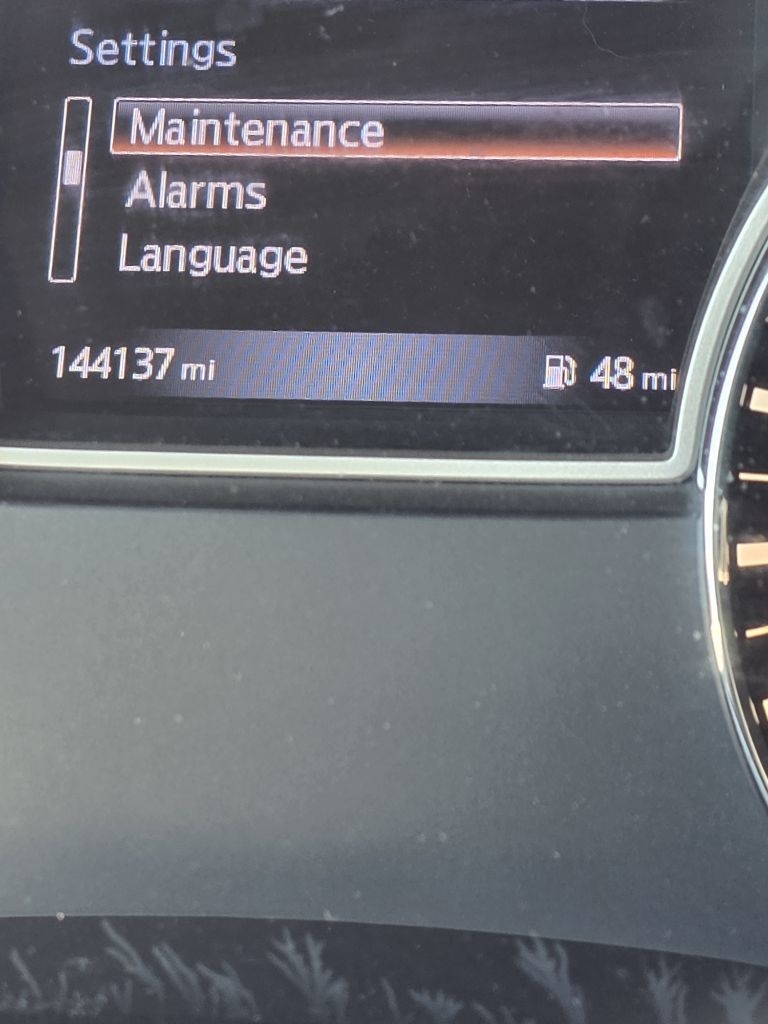 Settings
Maintenance
Alarms
Language
144137 mi 48 mi